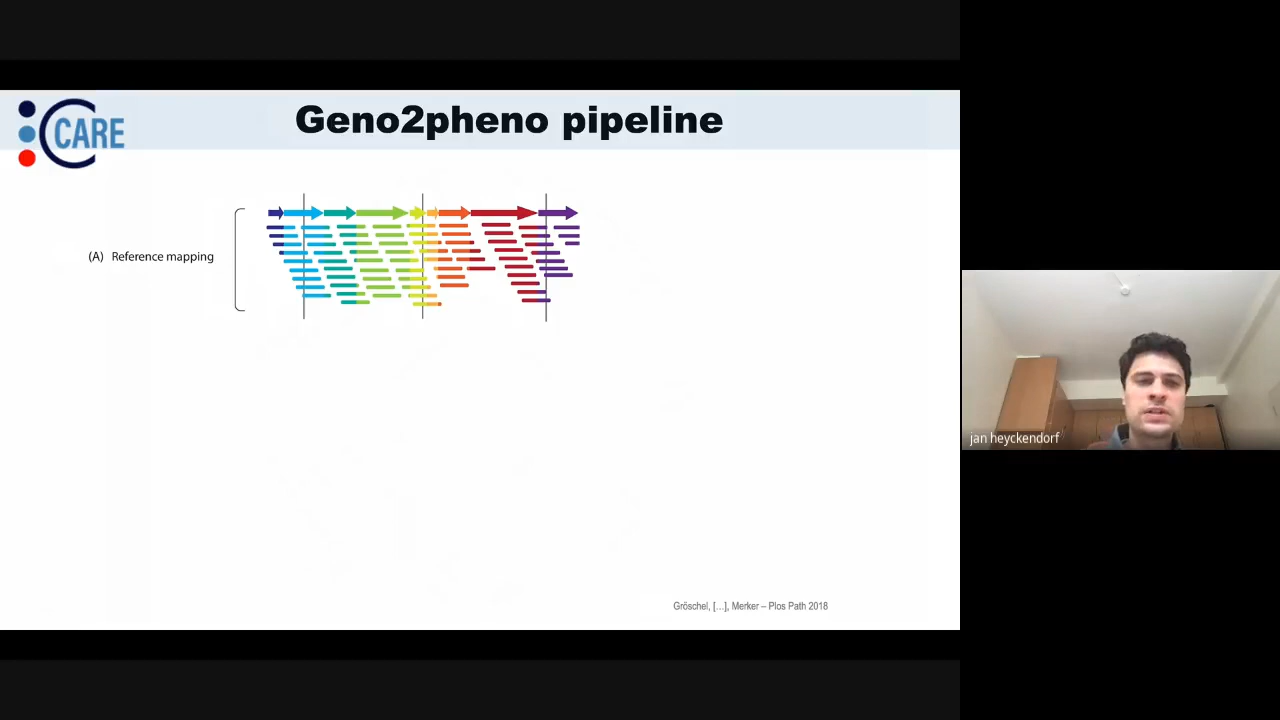 CARE
Geno2pheno pipeline
(A) Reference mapping
jan heyckendorf
Gröschel, [...], Merker – Plos Path 2018